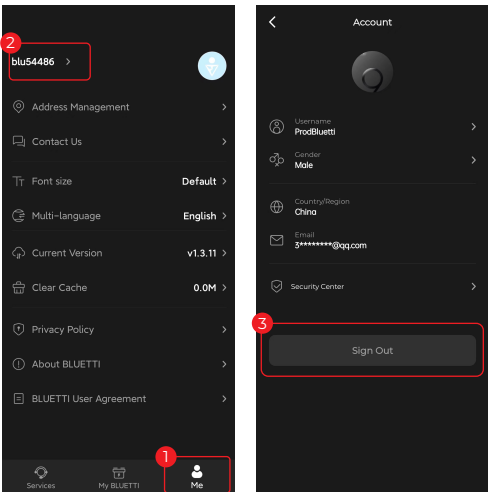 2
blu54486
Address Management
Contact Us
Font size Default
Multi-language English
Current Version v1.3.11
Clear Cache 0.0M
Privacy Policy
About BLUETTI
BLUETTI User Agreement
1
Services My BLUETTI Me
Account
Username
ProdBluetti
Gender
Male
Country/Region
China
Email
3********@qq.com
Security Center
3
Sign Out